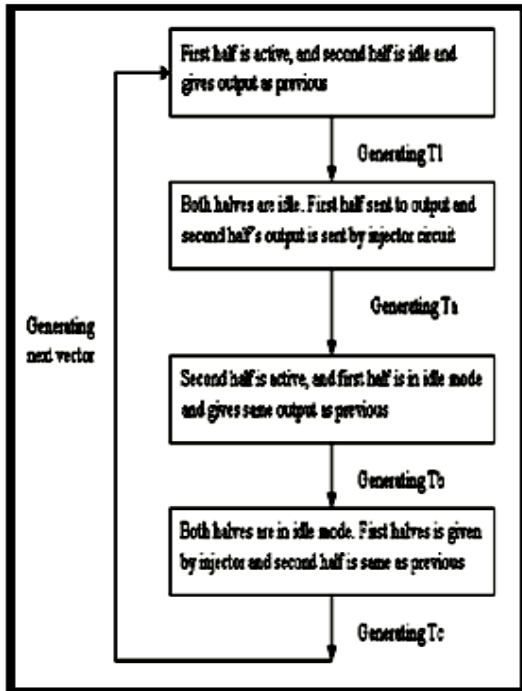 First half is active, and second half is idle and
gives output as previous
Generating T1
Both halves are idle. First half sent to output and
second half's output is sent by injector circuit
Generating Ta
Generating
next vector
Second half is active, and first half is in idle mode
and gives same output as previous
Generating Tb
Both halves are in idle mode. First halves is given
by injector and second half is same as previous
Generating Tc